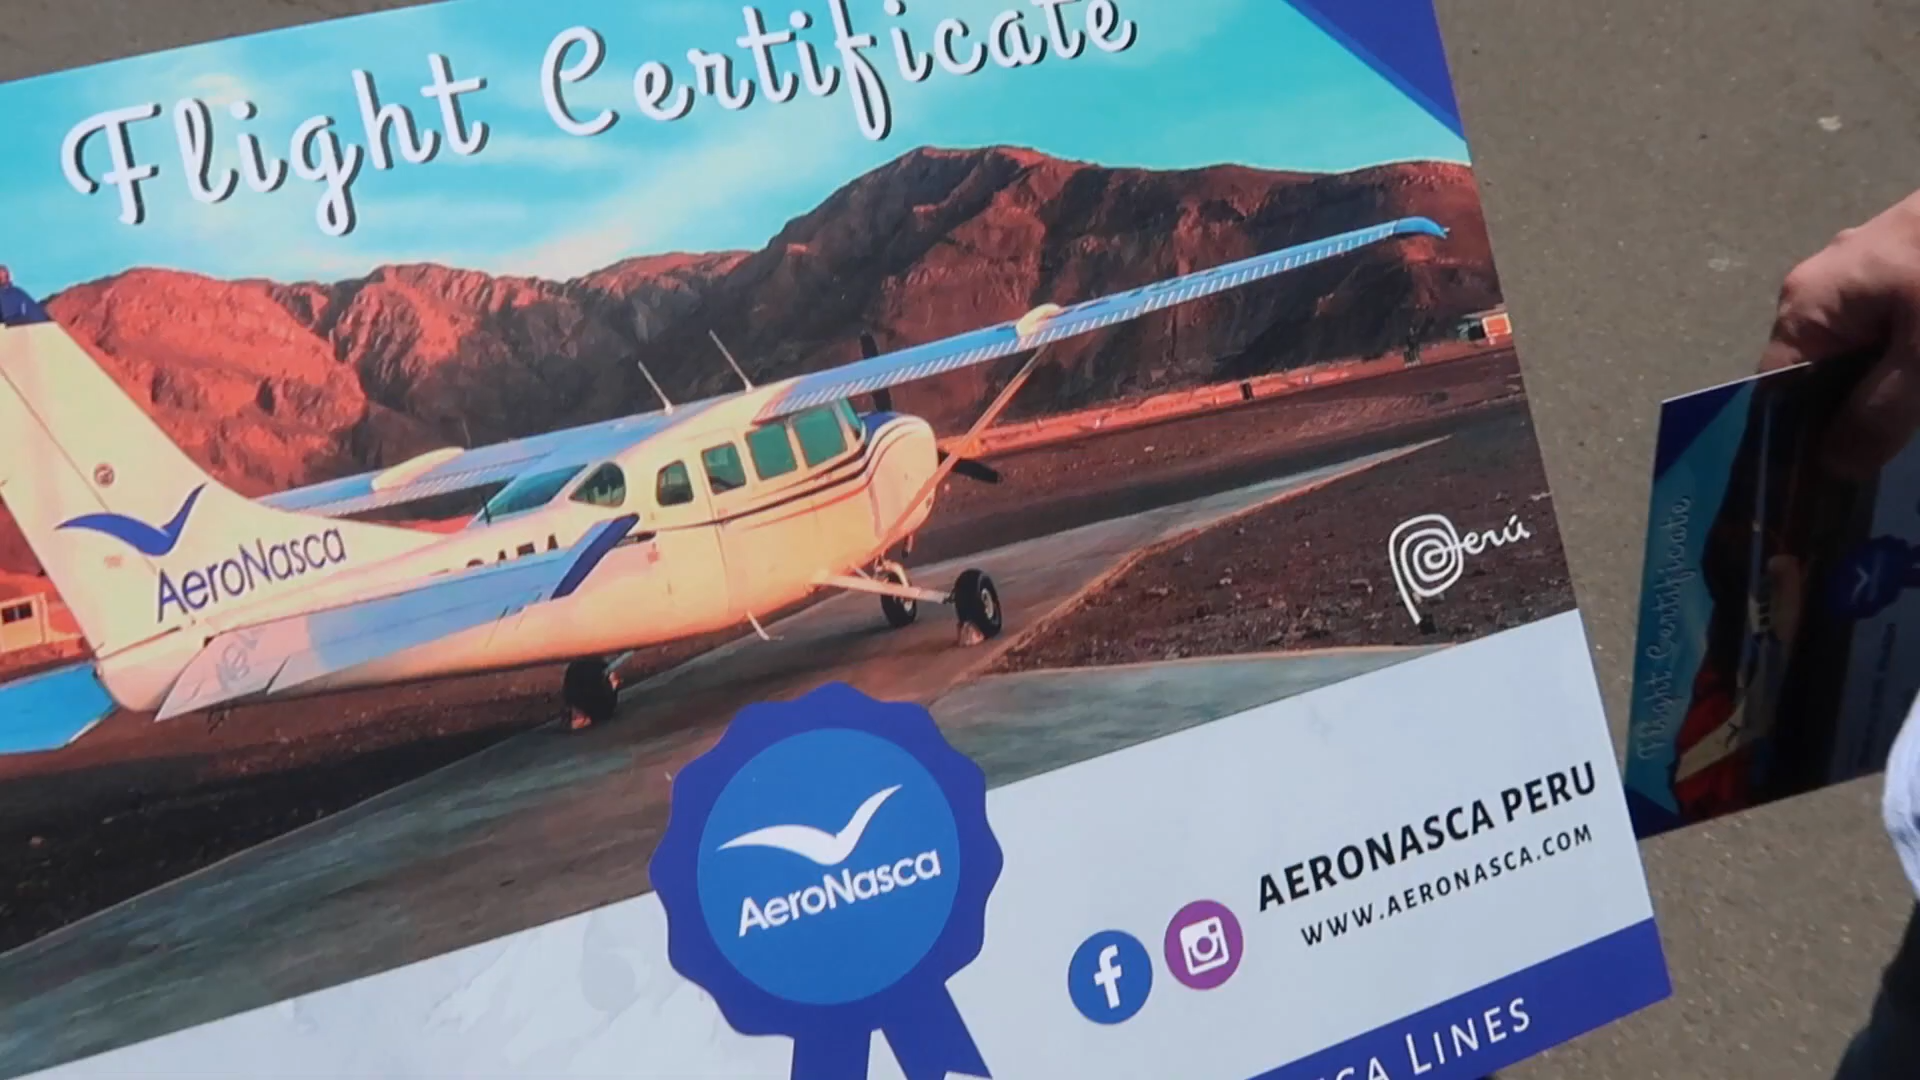 Flight Certificate
AeroNasca
Perú
AeroNasca
AERONASCA PERU
WWW.AERONASCA.COM
LINES
Flight Certificate